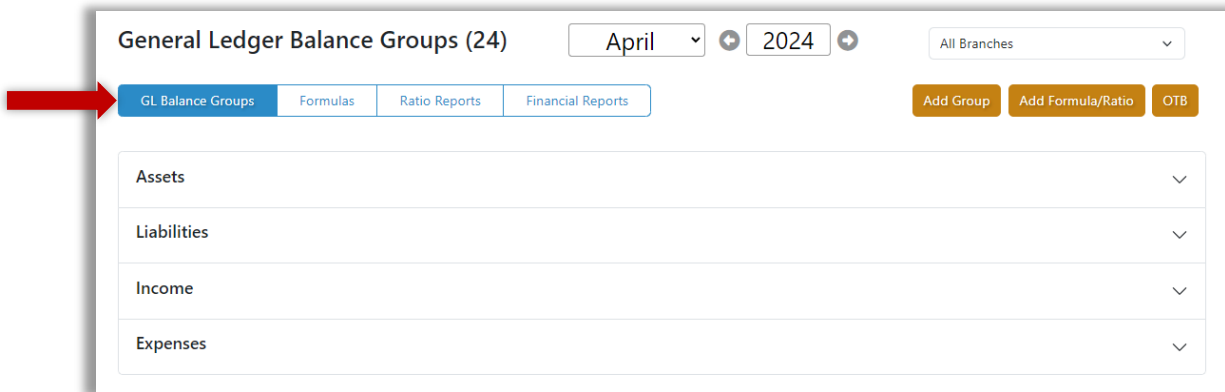 General Ledger Balance Groups (24) April 2024 All Branches
GL Balance Groups Formulas Ratio Reports Financial Reports Add Group Add Formula/Ratio OTB
Assets
Liabilities
Income
Expenses